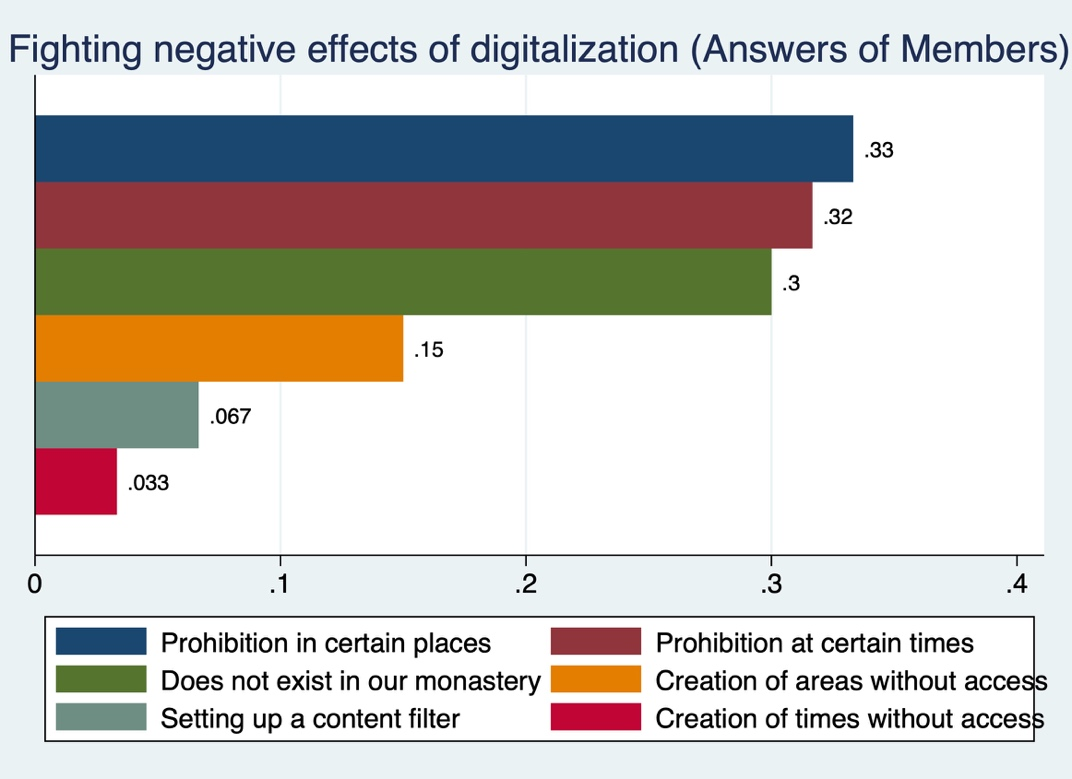 Fighting negative effects of digitalization (Answers of Members)
.33
.32
.3
.15
.067
.033
0 .1 .2 .3 .4
Prohibition in certain places Prohibition at certain times
Does not exist in our monastery Creation of areas without access
Setting up a content filter Creation of times without access